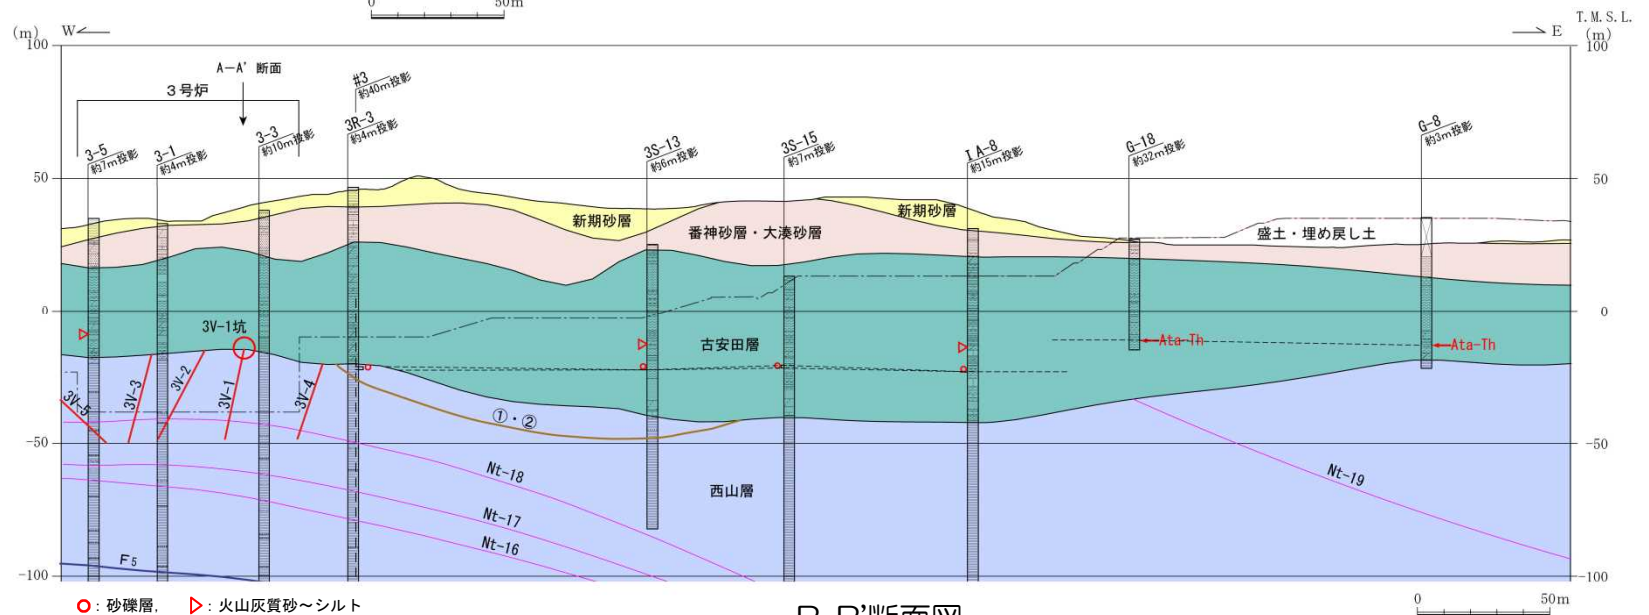 0 50m
(m) W E T.M.S.L.
(m)
100 100
A-A' 断面
3号炉
#3
約40m投影
3R-3
約4m投影
3-3
約10m投影
3-5
約7m投影
3-1
約4m投影
3S-13
約6m投影
3S-15
約7m投影
IA-8
約15m投影
G-18
約32m投影
G-8
約3m投影
50 50
新期砂層
新期砂層
番神砂層・大湊砂層
盛土・埋め戻し土
0 0
3V-1坑
古安田層
Ata-Th
Ata-Th
3V-5
3V-3
3V-2
3V-1
3V-4
①・②
-50 -50
Nt-18
Nt-19
西山層
Nt-17
Nt-16
F5
-100 -100
○: 砂礫層, ▷: 火山灰質砂～シルト
0 50m